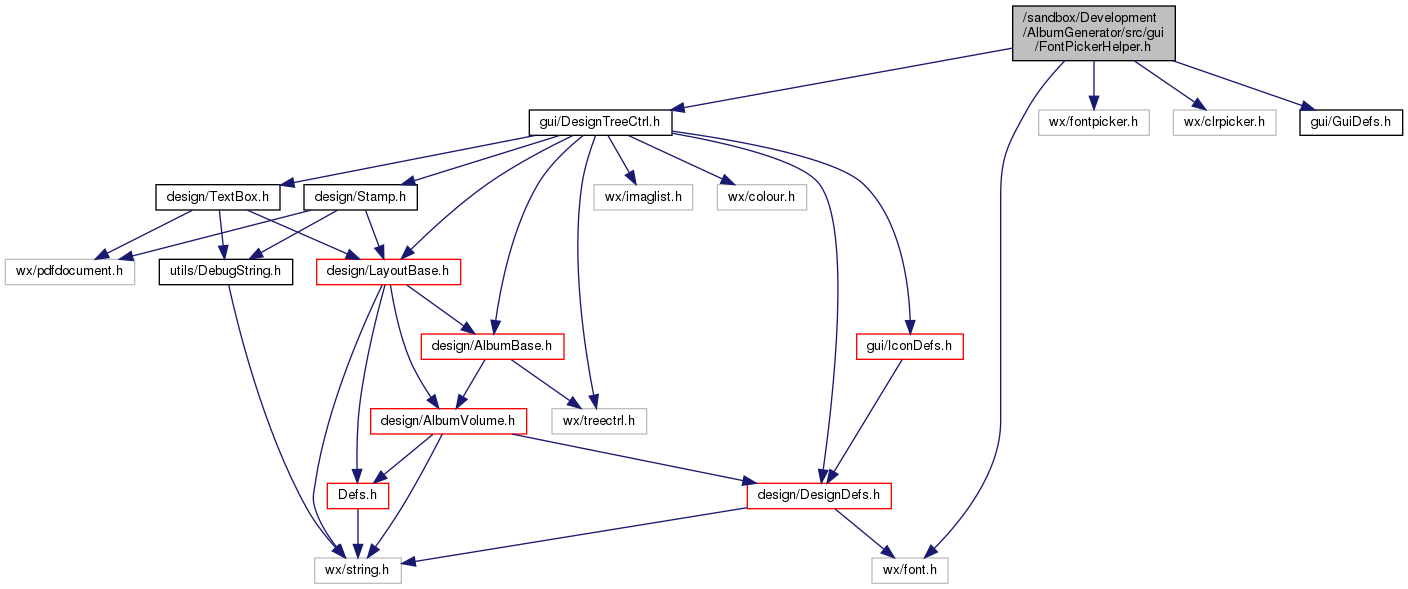 /sandbox/Development
/AlbumGenerator/src/gui
/FontPickerHelper.h
gui/DesignTreeCtrl.h
wx/fontpicker.h
wx/clrpicker.h
gui/GuiDefs.h
design/TextBox.h
design/Stamp.h
wx/imaglist.h
wx/colour.h
wx/pdfdocument.h
utils/DebugString.h
design/LayoutBase.h
design/AlbumBase.h
gui/IconDefs.h
design/AlbumVolume.h
wx/treectrl.h
Defs.h
design/DesignDefs.h
wx/string.h
wx/font.h